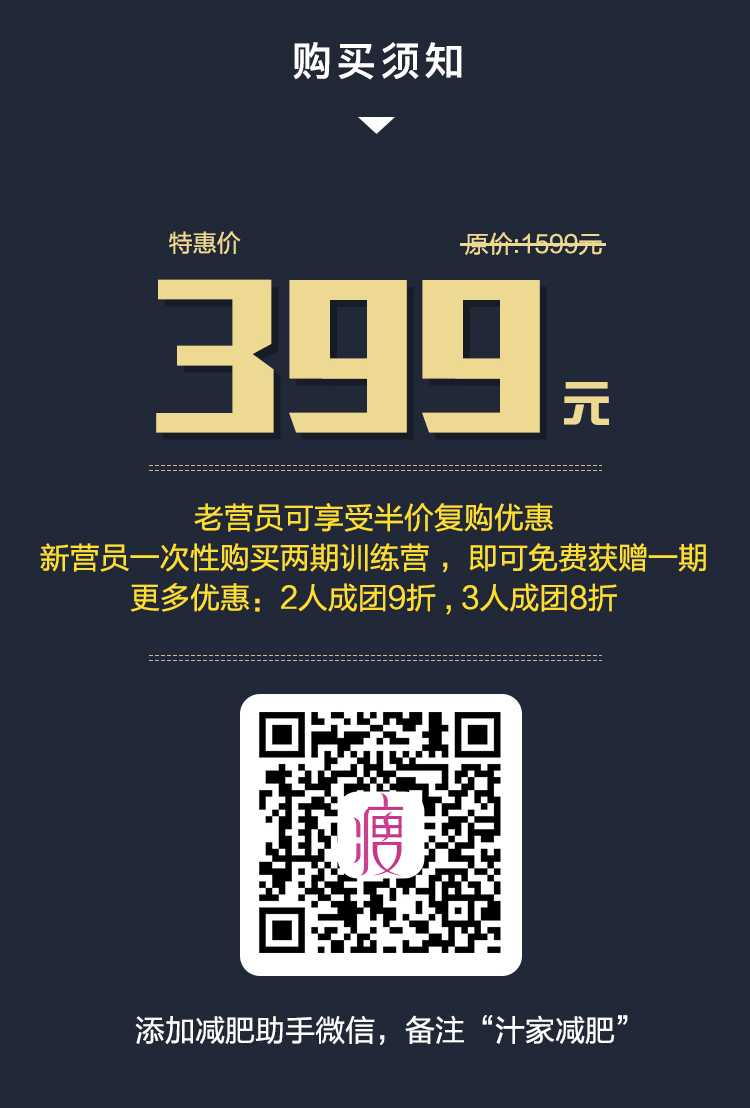 购买须知
特惠价 原价:1599元
399元
老营员可享受半价复购优惠
新营员一次性购买两期训练营，即可免费获赠一期
更多优惠：2人成团9折 , 3人成团8折
瘦
添加减肥助手微信，备注“汁家减肥”